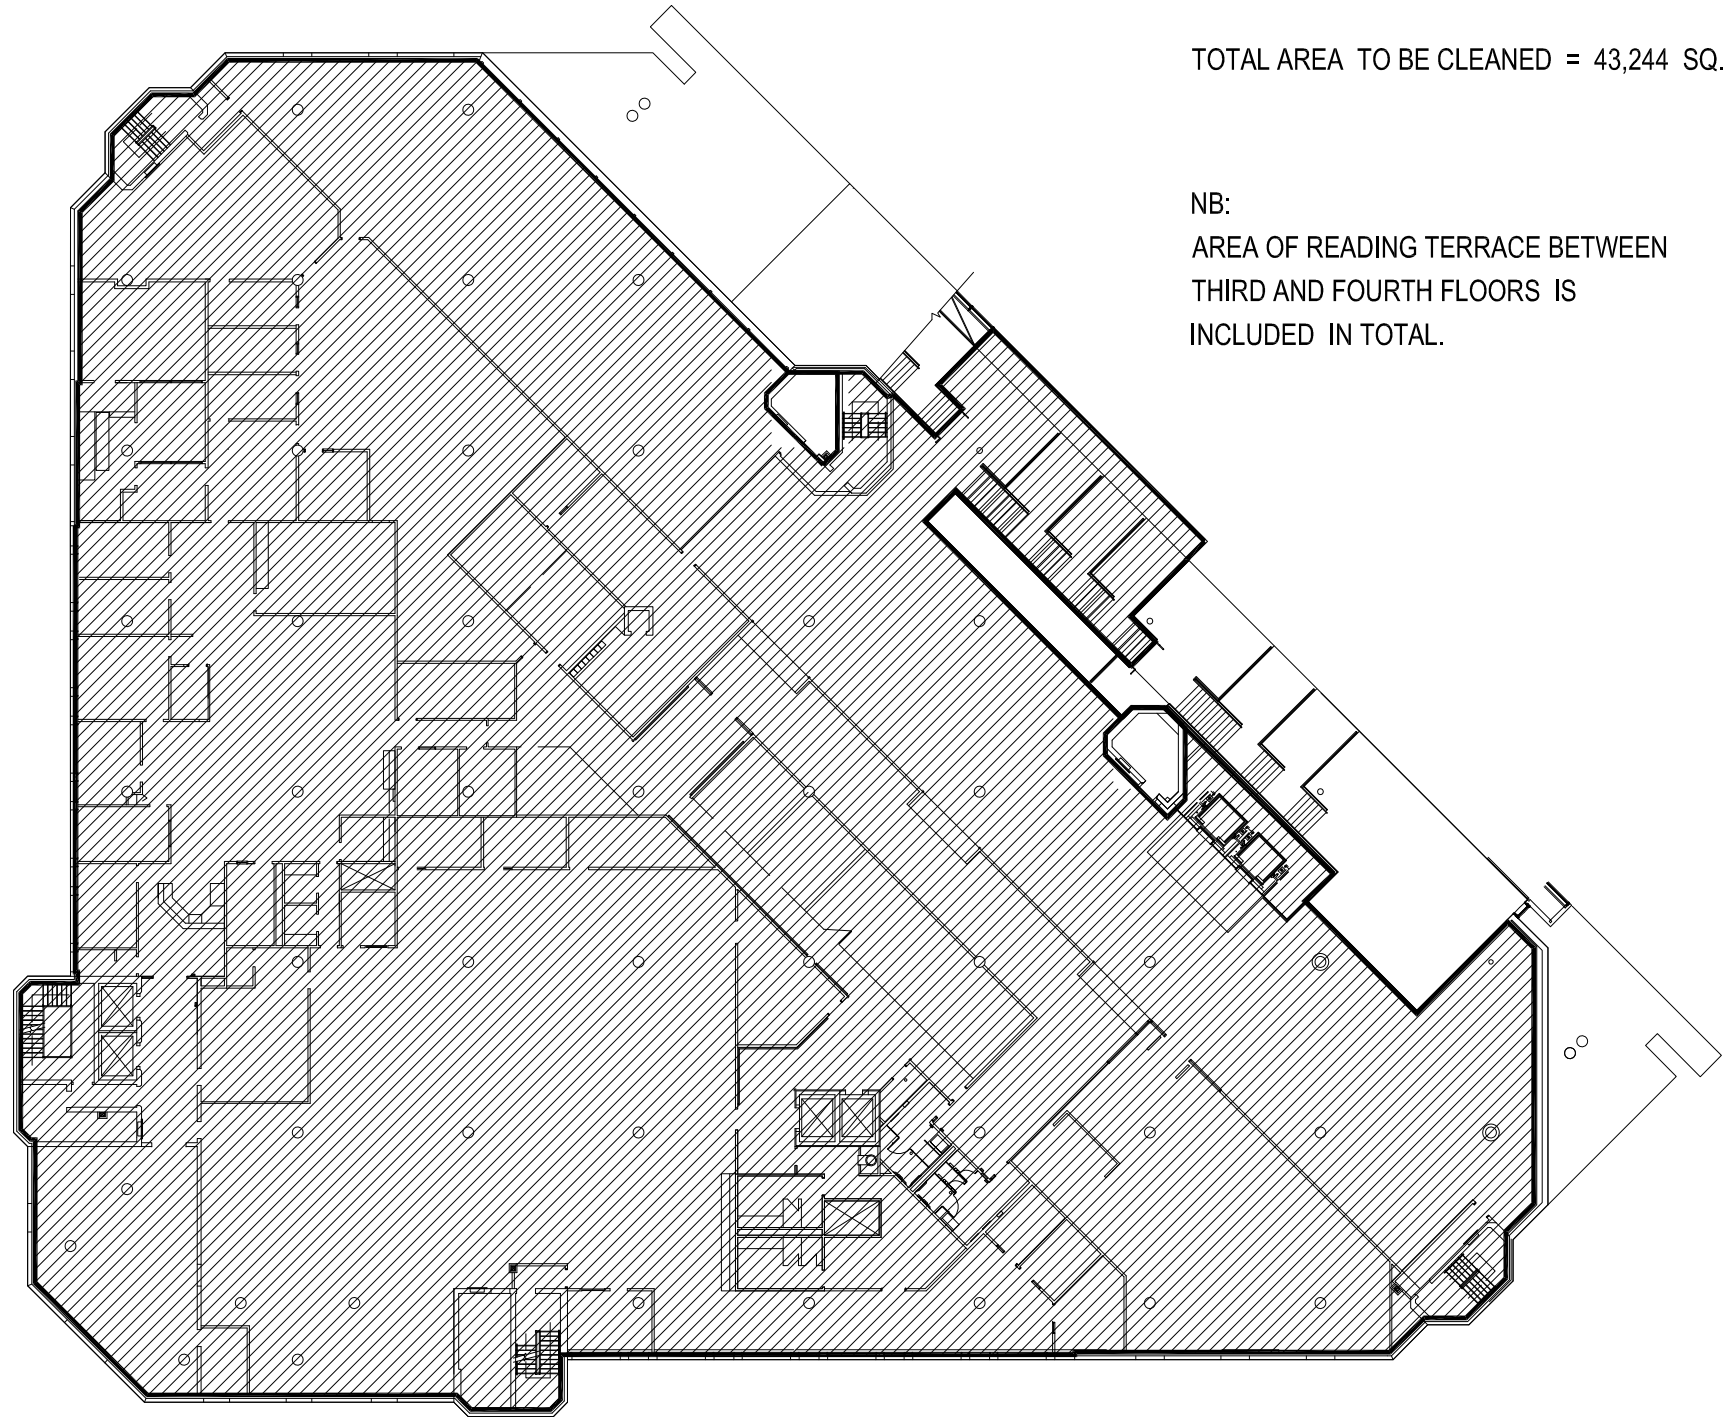 TOTAL AREA TO BE CLEANED = 43,244 SQ.
NB:
AREA OF READING TERRACE BETWEEN
THIRD AND FOURTH FLOORS IS
INCLUDED IN TOTAL.